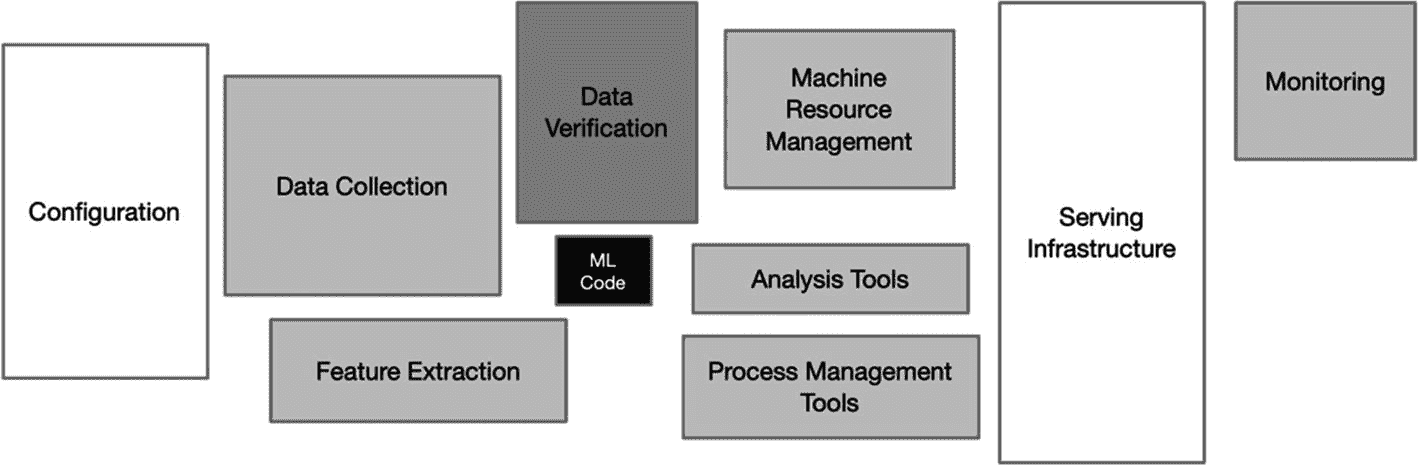 Configuration
Data Collection
Feature Extraction
Data
Verification
ML
Code
Machine
Resource
Management
Analysis Tools
Process Management
Tools
Serving
Infrastructure
Monitoring